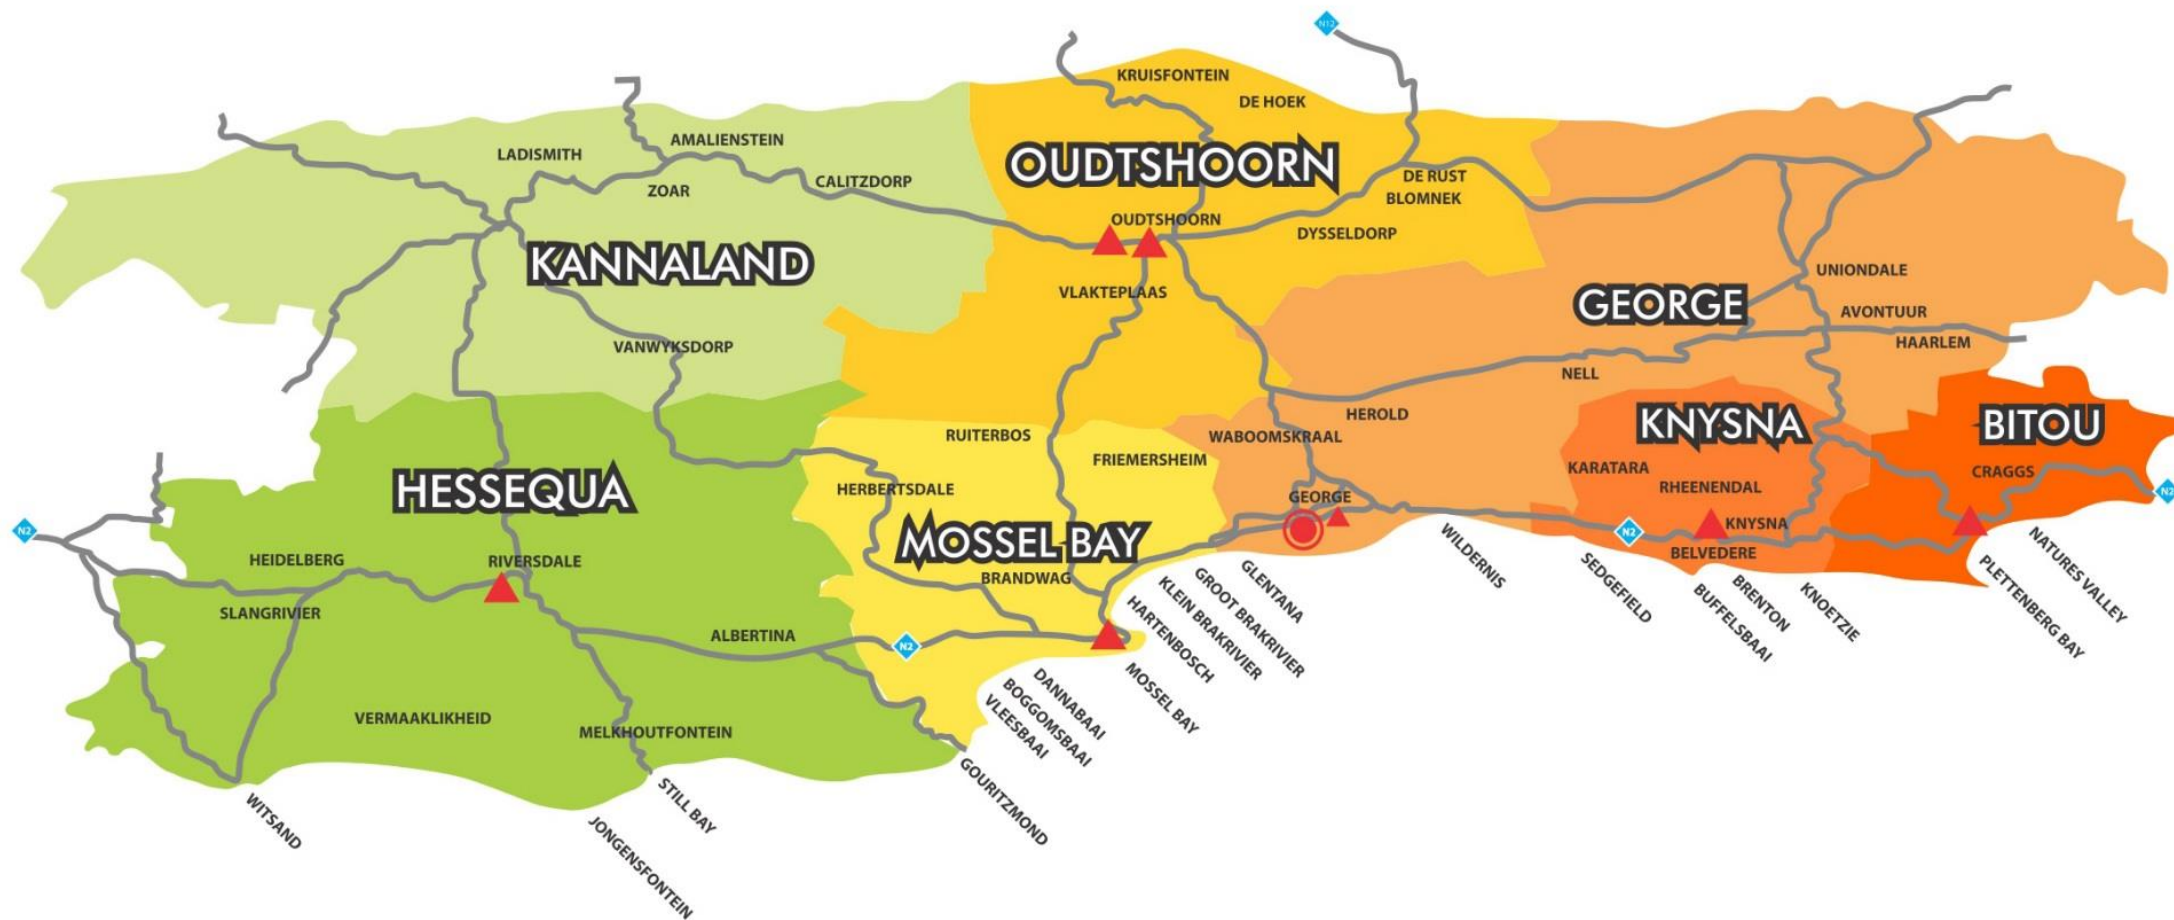 N12
KRUISFONTEIN
DE HOEK
OUDTSHOORN
AMALIENSTEIN
LADISMITH
ZOAR
CALITZDORP
DE RUST
BLOMNEK
OUDTSHOORN
DYSSELDORP
KANNALAND
VLAKTEPLAAS
UNIONDALE
GEORGE
AVONTUUR
HAARLEM
VANWYKSDORP
NELL
HEROLD
KNYSNA
BITOU
RUITERBOS
WABOOMSKRAAL
FRIEMERSHEIM
KARATARA
CRAGGS
HESSEQUA
HERBERTSDALE
RHEENENDAL
GEORGE
N2
N2
N2
KNYSNA
MOSSEL BAY
BELVEDERE
HEIDELBERG
RIVERSDALE
BRANDWAG
SLANGRIVIER
ALBERTINA
N2
VERMAAKLIKHEID
MELKHOUTFONTEIN
WITSAND
JONGENSFONTEIN
STILL BAY
GOURITZMOND
VLEESBAAI
BOGGOMSBAAI
DANNABAAI
MOSSEL BAY
HARTENBOSCH
KLEIN BRAKRIVIER
GROOT BRAKRIVIER
GLENTANA
WILDERNIS
SEDGEFIELD
BUFFELSBAAI
BRENTON
KNOETZIE
PLETTENBERG BAY
NATURES VALLEY